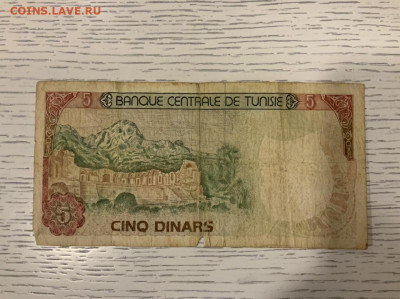 COINS.LAVE.RU
5 BANQUE CENTRALE DE TUNISIE 5
5
CINQ DINARS